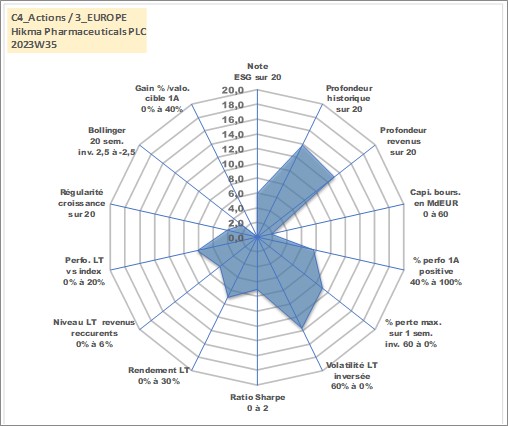 C4_Actions / 3_EUROPE
Hikma Pharmaceuticals PLC
2023W35
Note
ESG sur 20
Profondeur
historique
sur 20
Profondeur
revenus
sur 20
Capi. bours.
en MdEUR
0 à 60
% perfo 1A
positive
40% à 100%
% perte max.
sur 1 sem.
inv. 60 à 0%
Volatilité LT
inversée
60% à 0%
Ratio Sharpe
0 à 2
Rendement LT
0% à 30%
Niveau LT revenus
reccurents
0% à 6%
Perfo. LT
vs index
0% à 20%
Régularité
croissance
sur 20
Bollinger
20 sem.
inv. 2,5 à -2,5
Gain % /valo.
cible 1A
0% à 40%
20,0
18,0
16,0
14,0
12,0
10,0
8,0
6,0
4,0
2,0
0,0